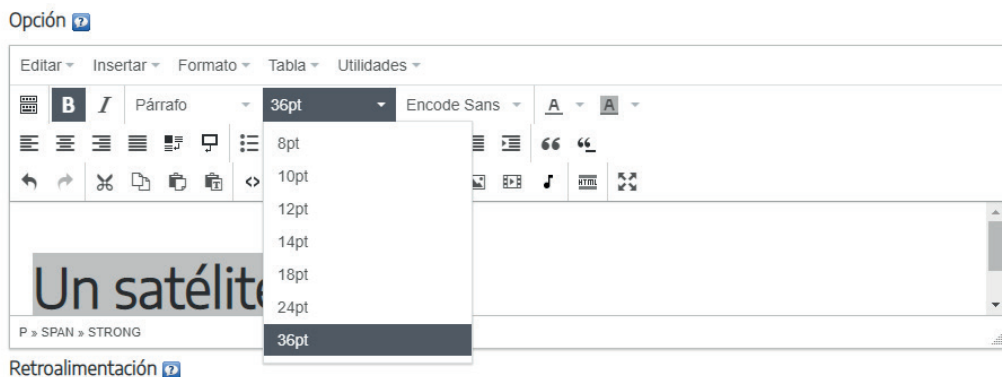 Opción
Editar Insertar Formato Tabla Utilidades
B I Párrafo 36pt Encode Sans A A
8pt
10pt
HTML
12pt
14pt
18pt
Un satélite
24pt
P » SPAN » STRONG
36pt
Retroalimentación